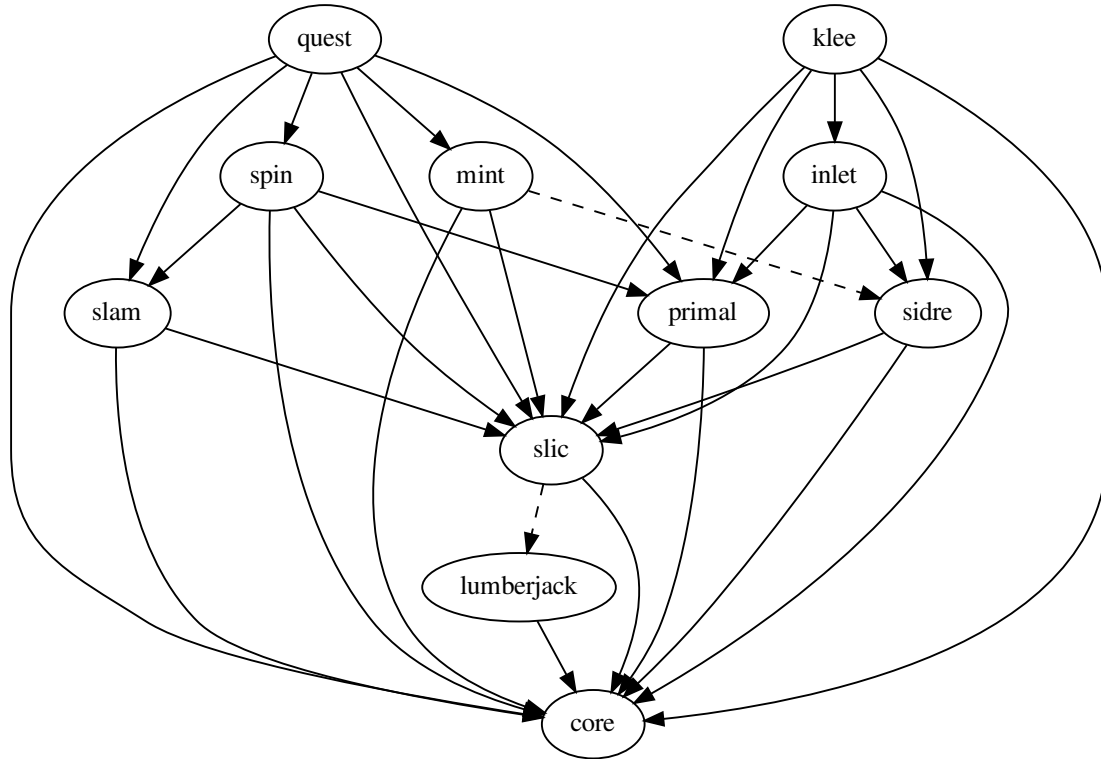 quest
klee
spin
mint
inlet
slam
primal
sidre
slic
lumberjack
core